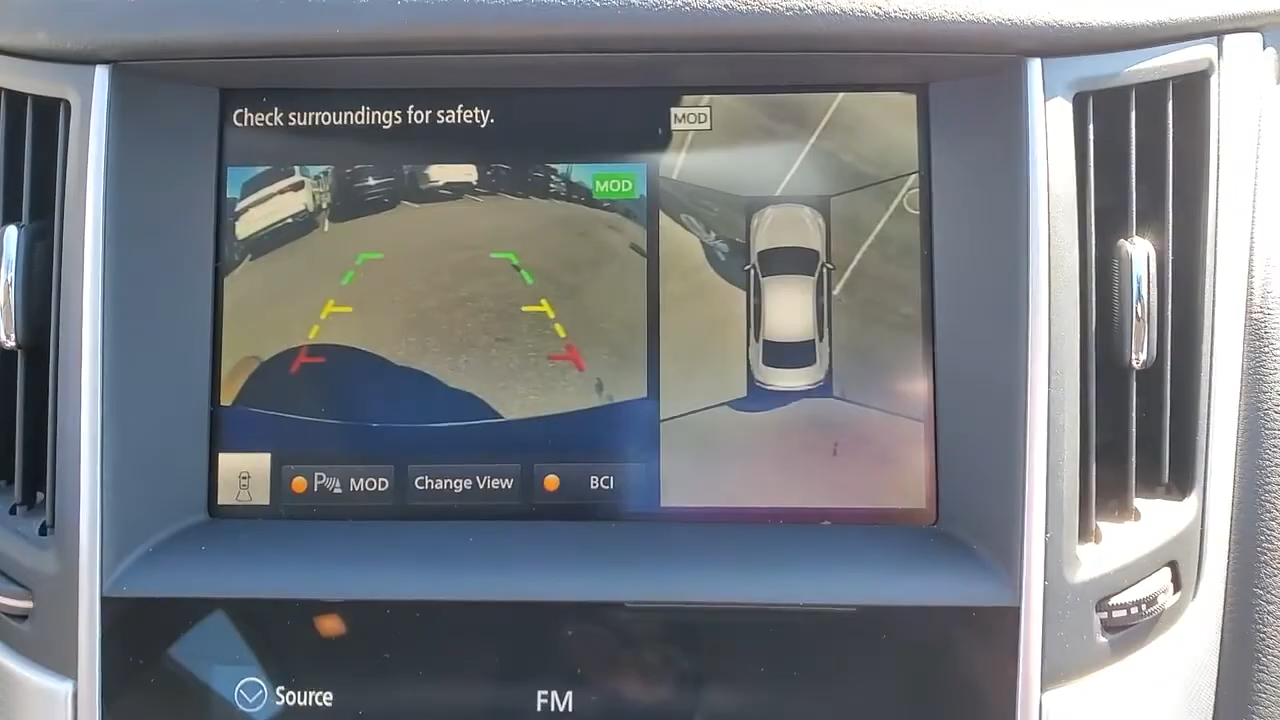 Check surroundings for safety.
MOD
MOD
P MOD
Change View
BCI
Source
FM